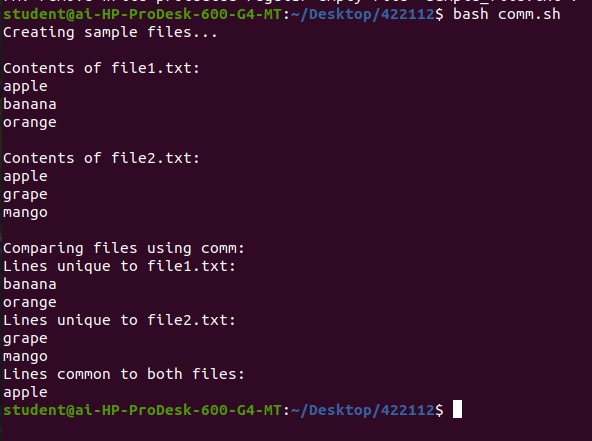 student@ai-HP-ProDesk-600-G4-MT:~/Desktop/422112$ bash comm.sh
Creating sample files...
Contents of file1.txt:
apple
banana
orange
Contents of file2.txt:
apple
grape
mango
Comparing files using comm:
Lines unique to file1.txt:
banana
orange
Lines unique to file2.txt:
grape
mango
Lines common to both files:
apple
student@ai-HP-ProDesk-600-G4-MT:~/Desktop/422112$